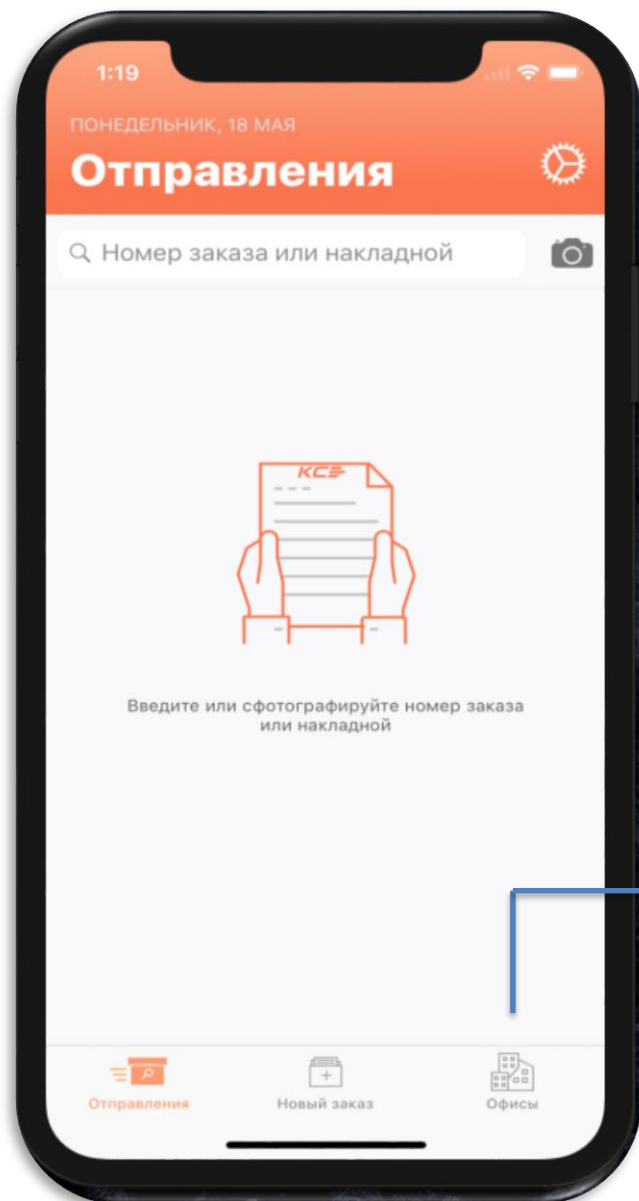 1:19
ПОНЕДЕЛЬНИК, 18 МАЯ
Отправления
Номер заказа или накладной
КСЭ
Введите или сфотографируйте номер заказа
или накладной
Отправления
Новый заказ
Офисы